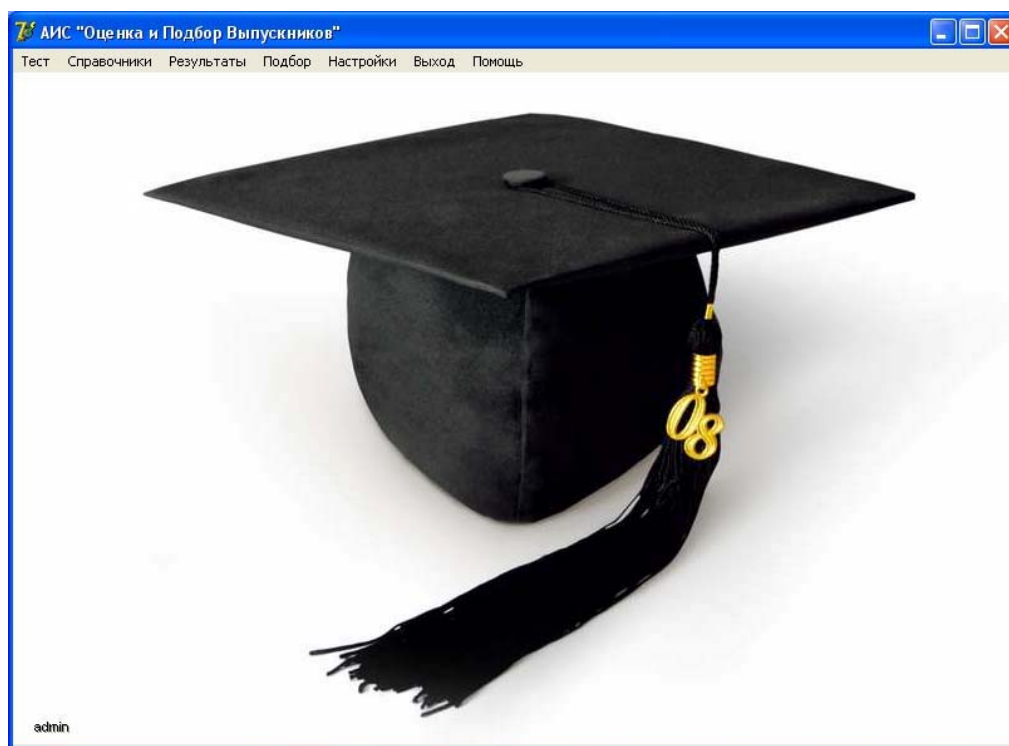 АИС "Оценка и Подбор Выпускников"
Тест Справочники Результаты Подбор Настройки Выход Помощь
08
admin